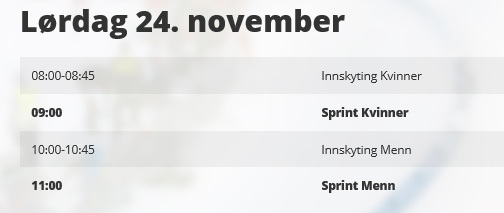 Lørdag 24. november
08:00-08:45 Innskyting Kvinner
09:00 Sprint Kvinner
10:00-10:45 Innskyting Menn
11:00 Sprint Menn